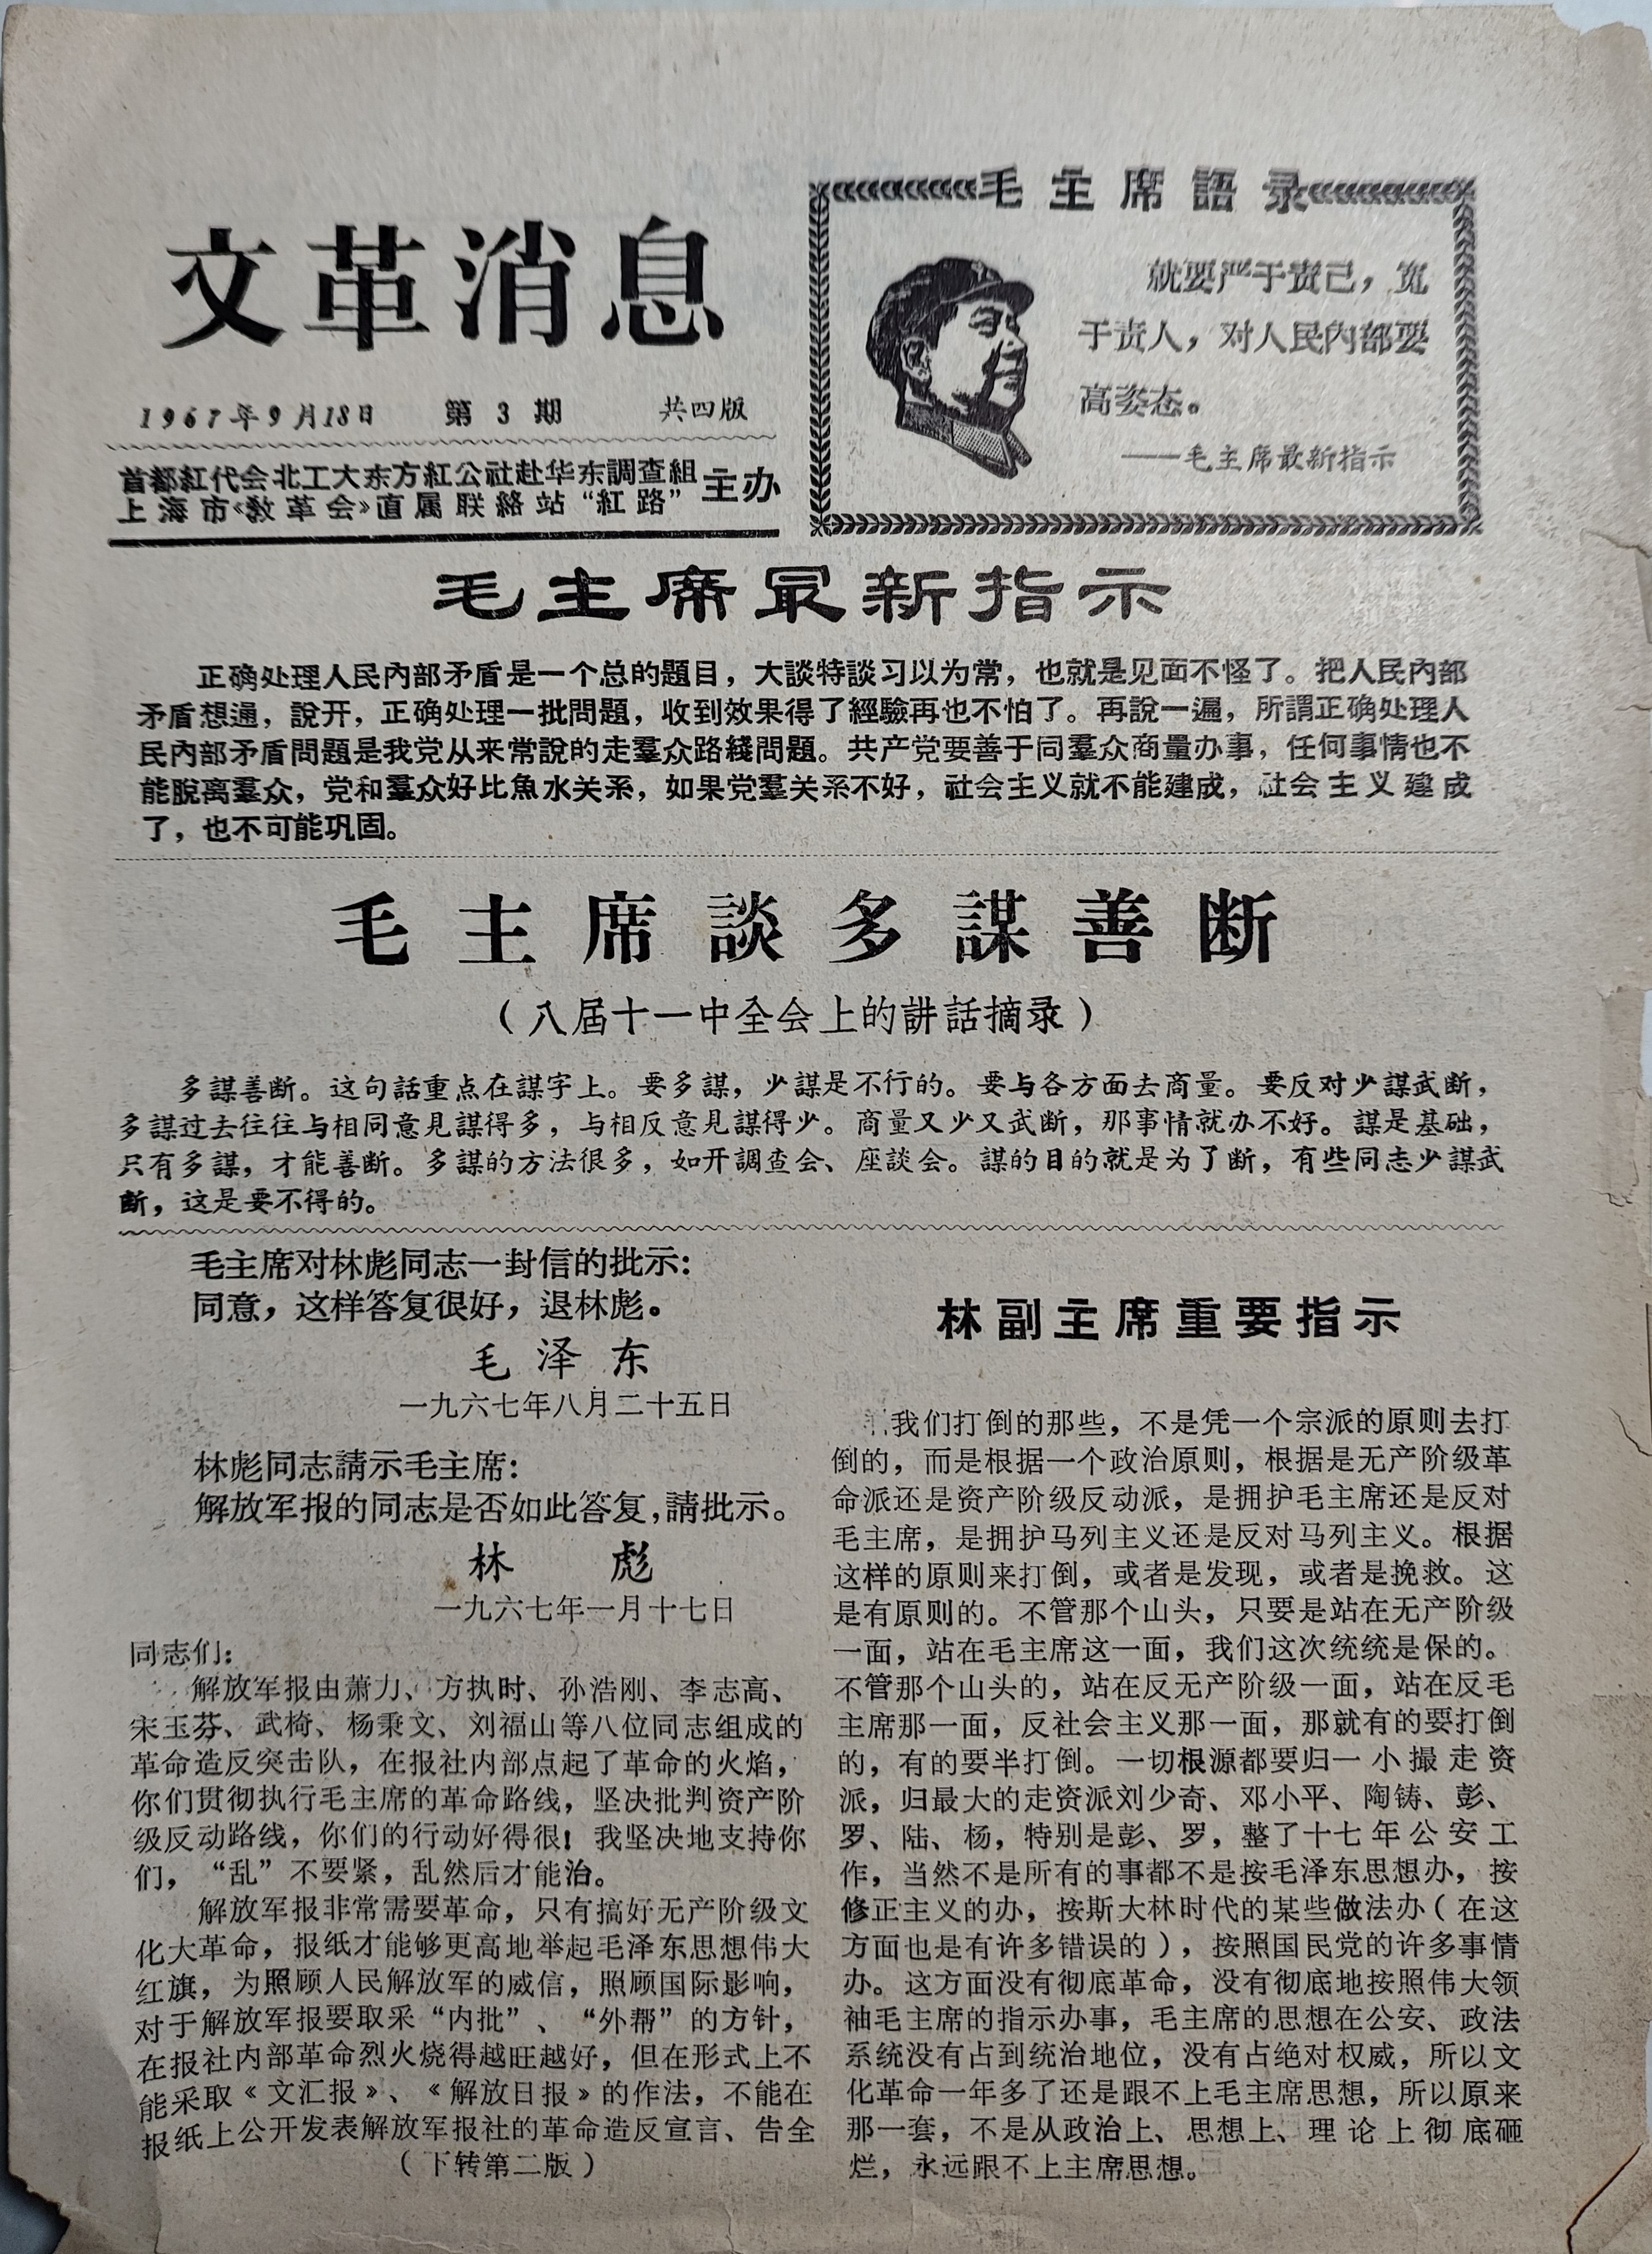 文革消息
1967年9月18日 第3期 共四版
首都紅代会北工大东方紅公社赴华东調查組
上海市《教革会》直属联絡站“紅路”
主办
毛主席語录
就要严于责己，宽
于责人，对人民內部要
高姿态。
——毛主席最新指示
毛主席最新指示
正确处理人民內部矛盾是一个总的題目，大談特談习以为常，也就是见面不怪了。把人民內部
矛盾想通，說开，正确处理一批問題，收到效果得了經驗再也不怕了。再說一遍，所謂正确处理人
民內部矛盾問題是我党从来常說的走羣众路綫問題。共产党要善于同羣众商量办事，任何事情也不
能脫离羣众，党和羣众好比魚水关系，如果党羣关系不好，社会主义就不能建成，社会主义建成
了，也不可能巩固。
毛主席談多謀善断
（八届十一中全会上的讲話摘录）
多謀善断。这句話重点在謀字上。要多謀，少謀是不行的。要与各方面去商量。要反对少謀武断，
多謀过去往往与相同意見謀得多，与相反意見謀得少。商量又少又武断，那事情就办不好。謀是基础，
只有多謀，才能善断。多謀的方法很多，如开調查会、座談会。謀的目的就是为了断，有些同志少謀武
断，这是要不得的。
毛主席对林彪同志一封信的批示：
同意，这样答复很好，退林彪。
毛泽东
一九六七年八月二十五日
林彪同志請示毛主席：
解放军报的同志是否如此答复，請批示。
林 彪
一九六七年一月十七日
同志们：
解放军报由萧力、方执时、孙浩刚、李志高、
宋玉芬、武椅、杨秉文、刘福山等八位同志组成的
革命造反突击队，在报社内部点起了革命的火焰，
你们贯彻执行毛主席的革命路线，坚决批判资产阶
级反动路线，你们的行动好得很！我坚决地支持你
们，“乱”不要紧，乱然后才能治。
解放军报非常需要革命，只有搞好无产阶级文
化大革命，报纸才能够更高地举起毛泽东思想伟大
红旗，为照顾人民解放军的威信，照顾国际影响，
对于解放军报要取采“内批”、“外帮”的方针，
在报社内部革命烈火烧得越旺越好，但在形式上不
能采取《文汇报》、《解放日报》的作法，不能在
报纸上公开发表解放军报社的革命造反宣言、告全
（下转第二版）
林副主席重要指示
我们打倒的那些，不是凭一个宗派的原则去打
倒的，而是根据一个政治原则，根据是无产阶级革
命派还是资产阶级反动派，是拥护毛主席还是反对
毛主席，是拥护马列主义还是反对马列主义。根据
这样的原则来打倒，或者是发现，或者是挽救。这
是有原则的。不管那个山头，只要是站在无产阶级
一面，站在毛主席这一面，我们这次统统是保的。
不管那个山头的，站在反无产阶级一面，站在反毛
主席那一面，反社会主义那一面，那就有的要打倒
的，有的要半打倒。一切根源都要归一小撮走资
派，归最大的走资派刘少奇、邓小平、陶铸、彭、
罗、陆、杨，特别是彭、罗，整了十七年公安工
作，当然不是所有的事都不是按毛泽东思想办，按
修正主义的办，按斯大林时代的某些做法办（在这
方面也是有许多错误的），按照国民党的许多事情
办。这方面没有彻底革命，没有彻底地按照伟大领
袖毛主席的指示办事，毛主席的思想在公安、政法
系统没有占到统治地位，没有占绝对权威，所以文
化革命一年多了还是跟不上毛主席思想，所以原来
那一套，不是从政治上、思想上、理论上彻底砸
烂，永远跟不上主席思想。